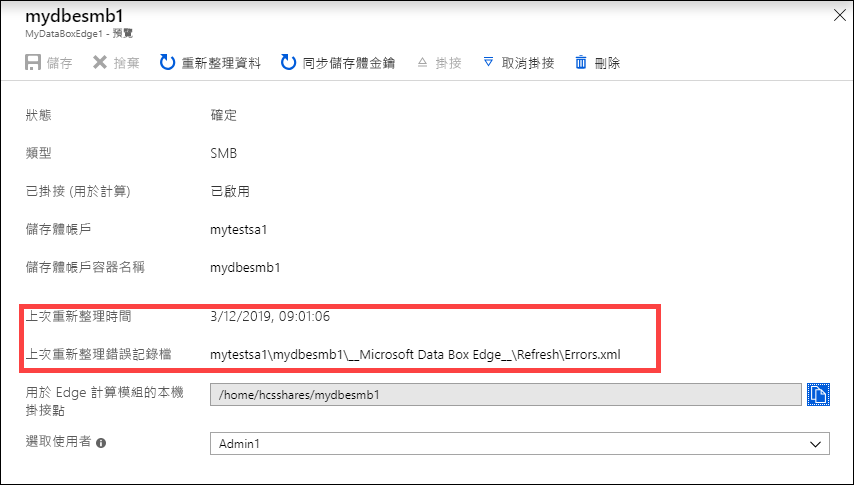 mydbesmb1
MyDataBoxEdge1 - 預覽
儲存 捨棄 重新整理資料 同步儲存體金鑰 掛接 取消掛接 刪除
狀態 確定
類型 SMB
已掛接 (用於計算) 已啟用
儲存體帳戶 mytestsa1
儲存體帳戶容器名稱 mydbesmb1
上次重新整理時間 3/12/2019, 09:01:06
上次重新整理錯誤記錄檔 mytestsa1\mydbesmb1\__Microsoft Data Box Edge__\Refresh\Errors.xml
用於 Edge 計算模組的本機 /home/hcsshares/mydbesmb1
掛接點
選取使用者 Admin1